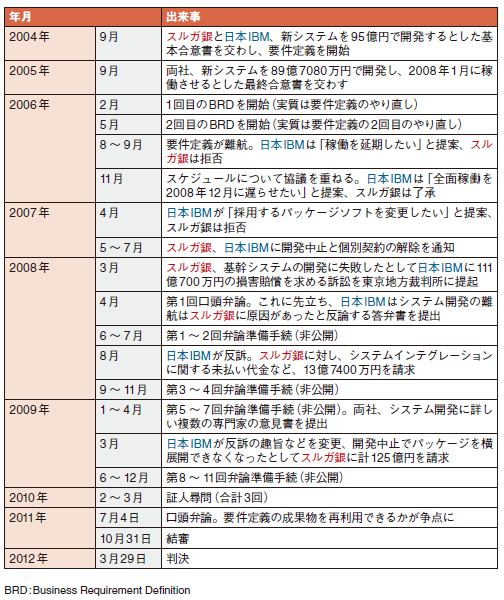 年月 出来事
2004年 9月 スルガ銀と日本IBM、新システムを95億円で開発するとした基
本合意書を交わし、要件定義を開始
2005年 9月 両社、新システムを89億7080万円で開発し、2008年1月に稼
働させるとした最終合意書を交わす
2006年 2月 1回目のBRDを開始（実質は要件定義のやり直し）
5月 2回目のBRDを開始（実質は要件定義の2回目のやり直し）
8～9月 要件定義が難航。日本IBMは「稼働を延期したい」と提案、スル
ガ銀は拒否
11月 スケジュールについて協議を重ねる。日本IBMは「全面稼働を
2008年12月に遅らせたい」と提案、スルガ銀は了承
2007年 4月 日本IBMが「採用するパッケージソフトを変更したい」と提案、
スルガ銀は拒否
5～7月 スルガ銀、日本IBMに開発中止と個別契約の解除を通知
2008年 3月 スルガ銀、基幹システムの開発に失敗したとして日本IBMに111
億700万円の損害賠償を求める訴訟を東京地方裁判所に提起
4月 第1回口頭弁論。これに先立ち、日本IBMはシステム開発の難
航はスルガ銀に原因があったと反論する答弁書を提出
6～7月 第1～2回弁論準備手続（非公開）
8月 日本IBMが反訴。スルガ銀に対し、システムインテグレーション
に関する未払い代金など、13億7400万円を請求
9～11月 第3～4回弁論準備手続（非公開）
2009年 1～4月 第5～7回弁論準備手続（非公開）。両社、システム開発に詳し
い複数の専門家の意見書を提出
3月 日本IBMが反訴の趣旨などを変更、開発中止でパッケージを横
展開できなくなったとしてスルガ銀に計125億円を請求
6～12月 第8～11回弁論準備手続（非公開）
2010年 2～3月 証人尋問（合計3回）
2011年 7月4日 口頭弁論。要件定義の成果物を再利用できるかが争点に
10月31日 結審
2012年 3月29日 判決
BRD：Business Requirement Definition